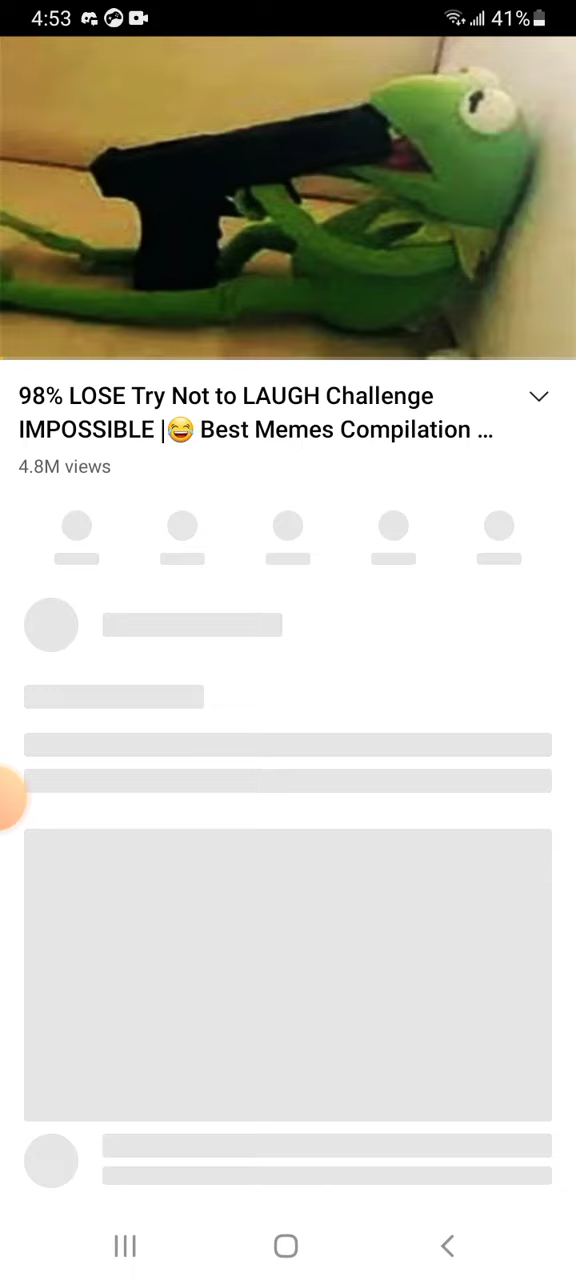 4:53 41%
98% LOSE Try Not to LAUGH Challenge
IMPOSSIBLE |😂 Best Memes Compilation ...
4.8M views